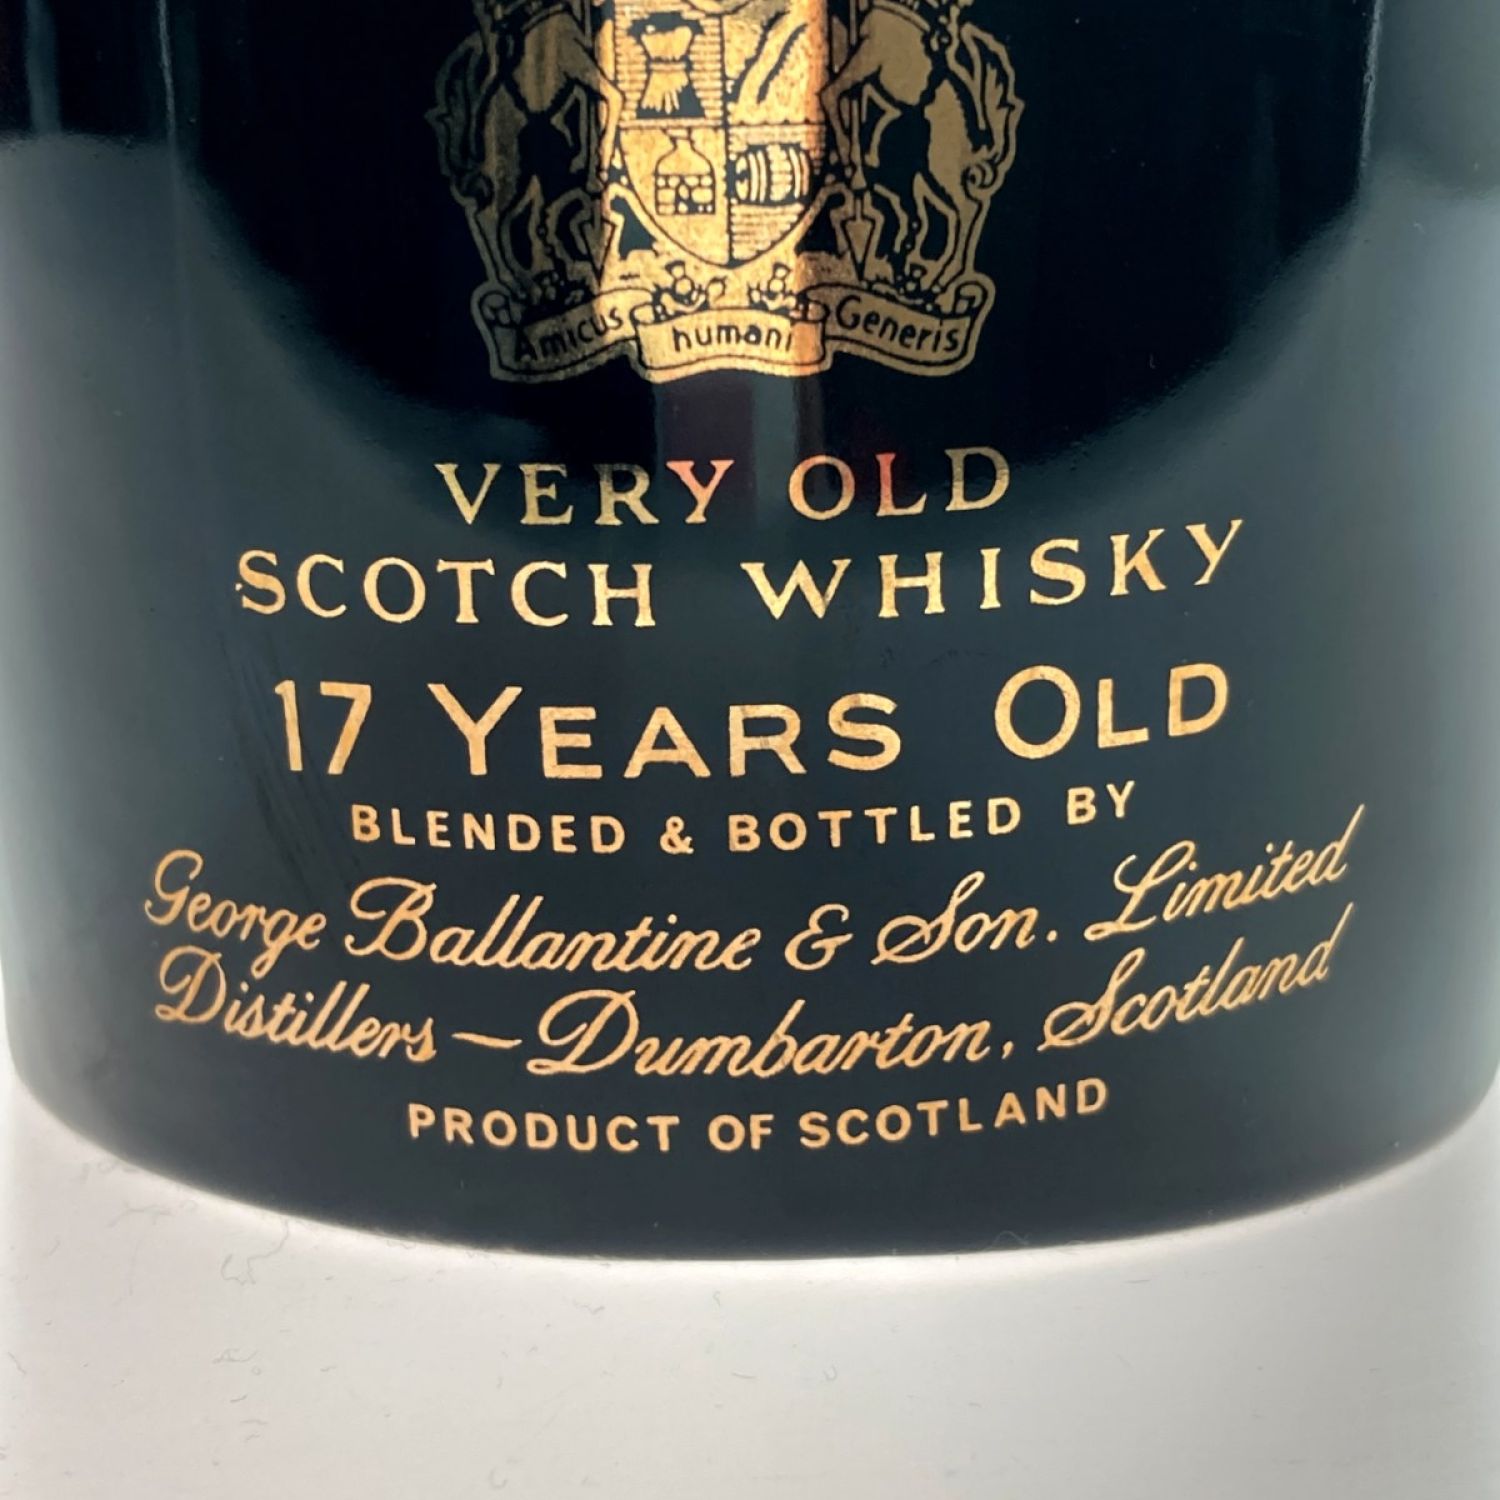 Amicus humani Generis
VERY OLD
SCOTCH WHISKY
17 YEARS OLD
BLENDED & BOTTLED BY
George Ballantine & Son. Limited
Distillers — Dumbarton, Scotland
PRODUCT OF SCOTLAND